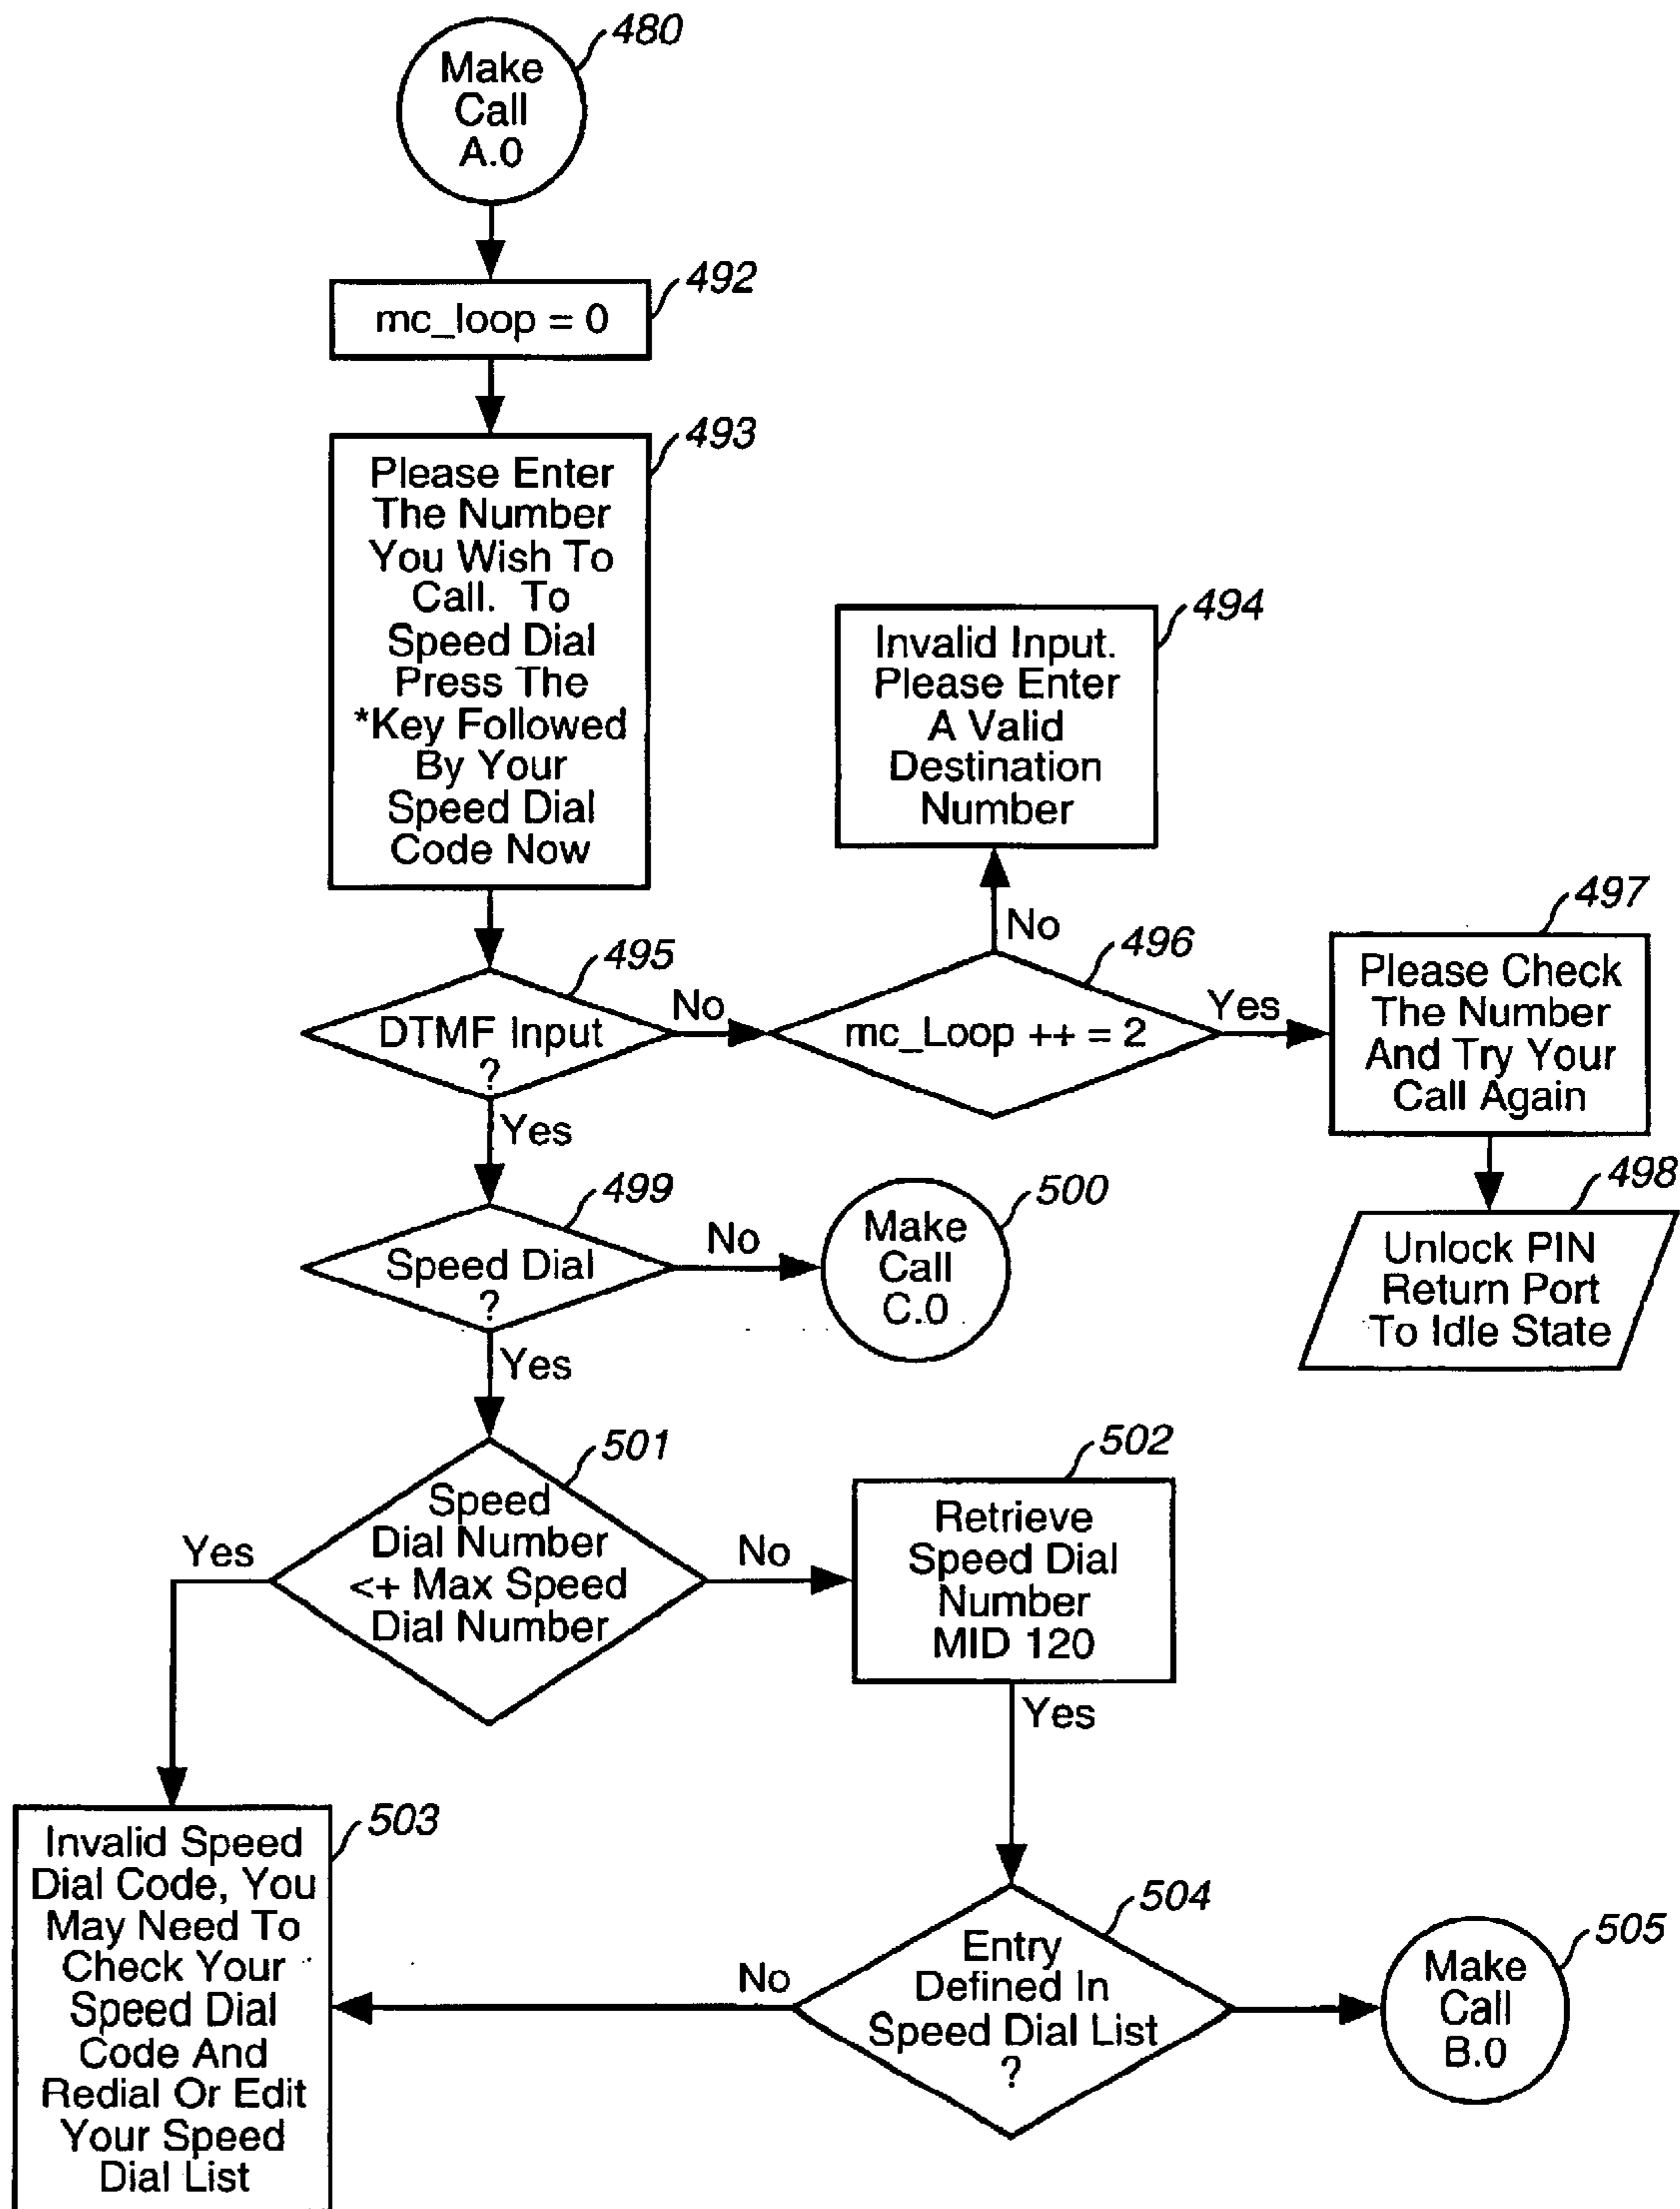 480
Make
Call
A.0
492
mc_loop = 0
493
Please Enter
The Number
You Wish To
Call. To
Speed Dial
Press The
*Key Followed
By Your
Speed Dial
Code Now
494
Invalid Input.
Please Enter
A Valid
Destination
Number
495
DTMF Input
?
No
Yes
496
mc_Loop ++ = 2
No
Yes
497
Please Check
The Number
And Try Your
Call Again
498
Unlock PIN
Return Port
To Idle State
499
Speed Dial
?
No
Yes
500
Make
Call
C.0
501
Speed
Dial Number
<+ Max Speed
Dial Number
Yes
No
502
Retrieve
Speed Dial
Number
MID 120
Yes
503
Invalid Speed
Dial Code, You
May Need To
Check Your
Speed Dial
Code And
Redial Or Edit
Your Speed
Dial List
504
Entry
Defined In
Speed Dial List
?
No
505
Make
Call
B.0